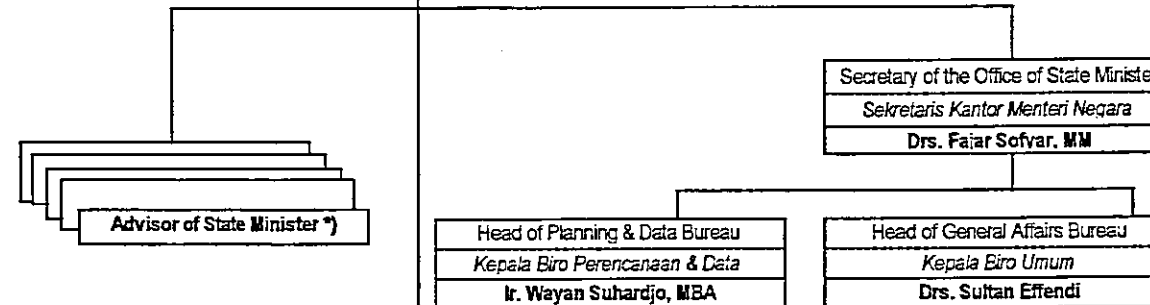 Secretary of the Office of State Ministe
Sekretaris Kantor Menteri Negara
Drs. Fajar Sofyar, MM
Advisor of State Minister *)
Head of Planning & Data Bureau
Kepala Biro Perencanaan & Data
Ir. Wayan Suhardjo, MBA
Head of General Affairs Bureau
Kepala Biro Umum
Drs. Sultan Effendi